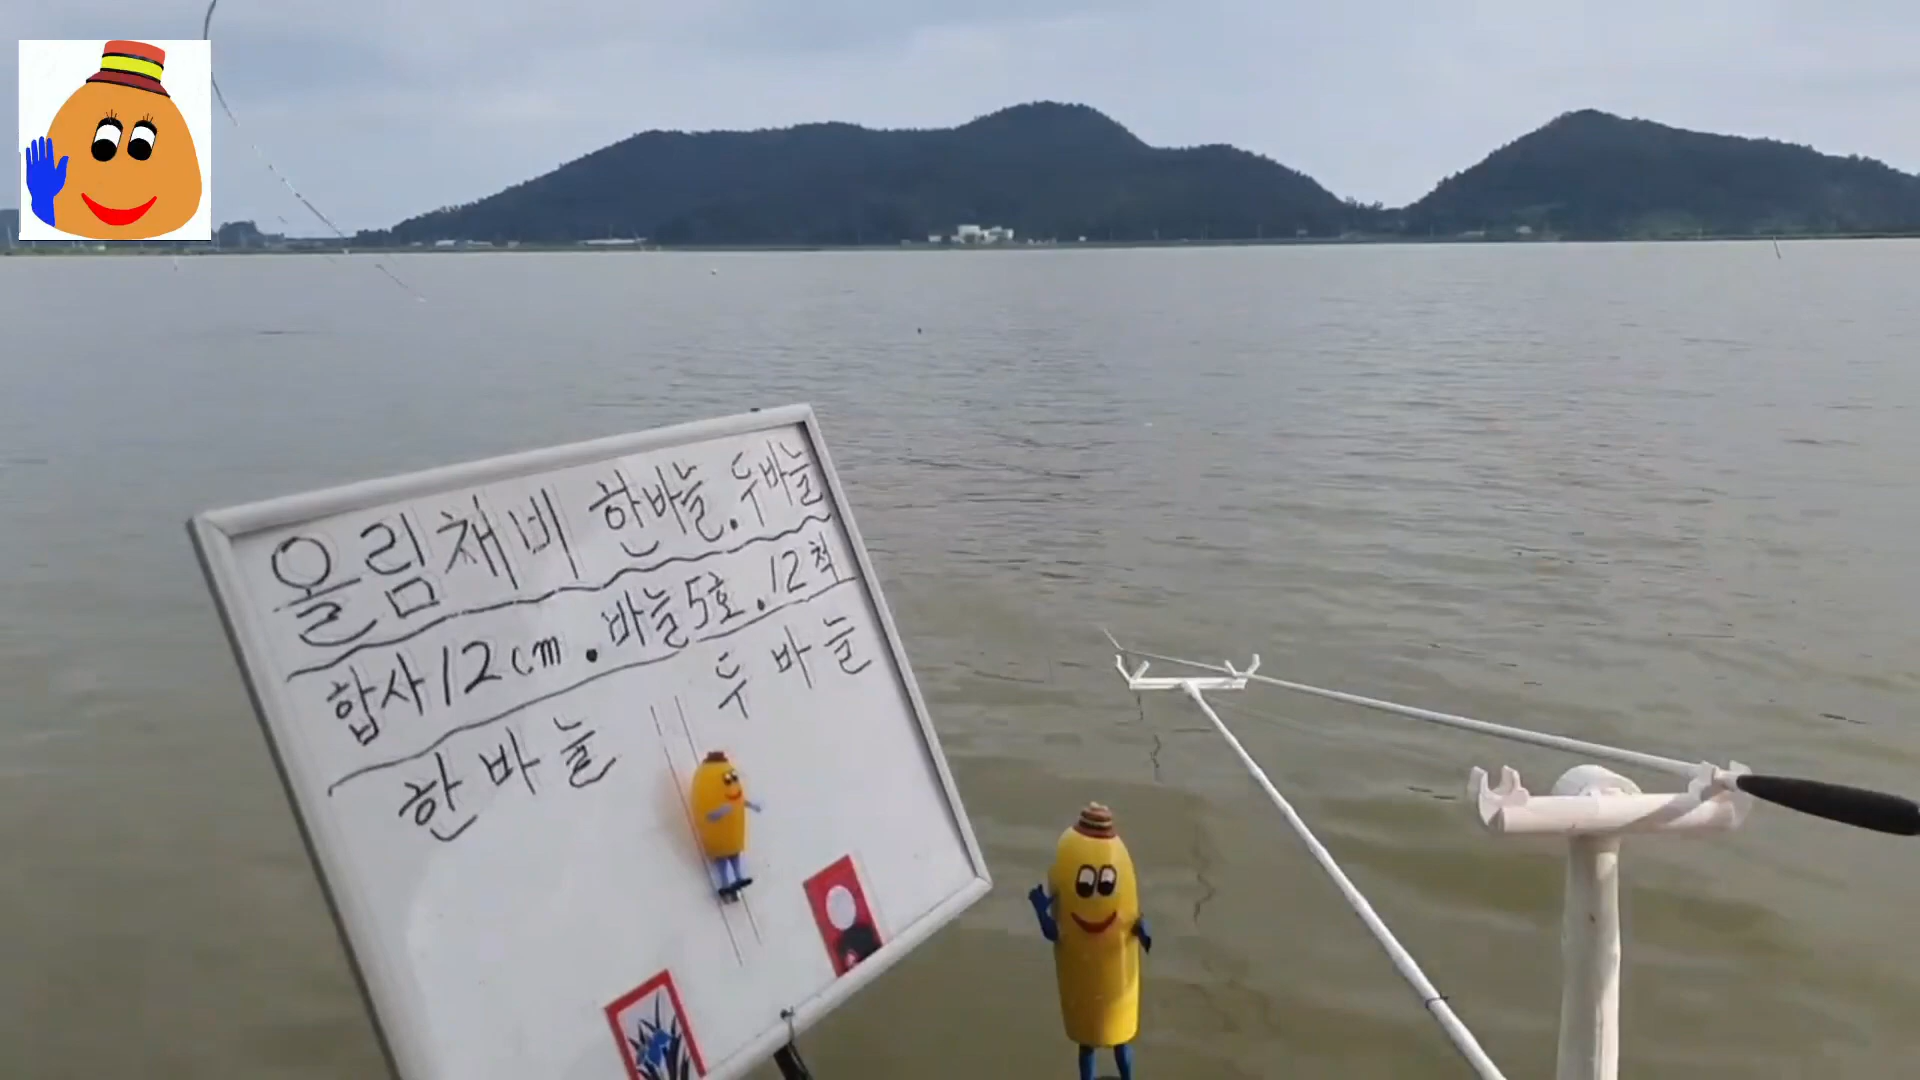 올림채비 한바늘. 두바늘
합사 12cm. 바늘5호. 12척
한바늘 두바늘